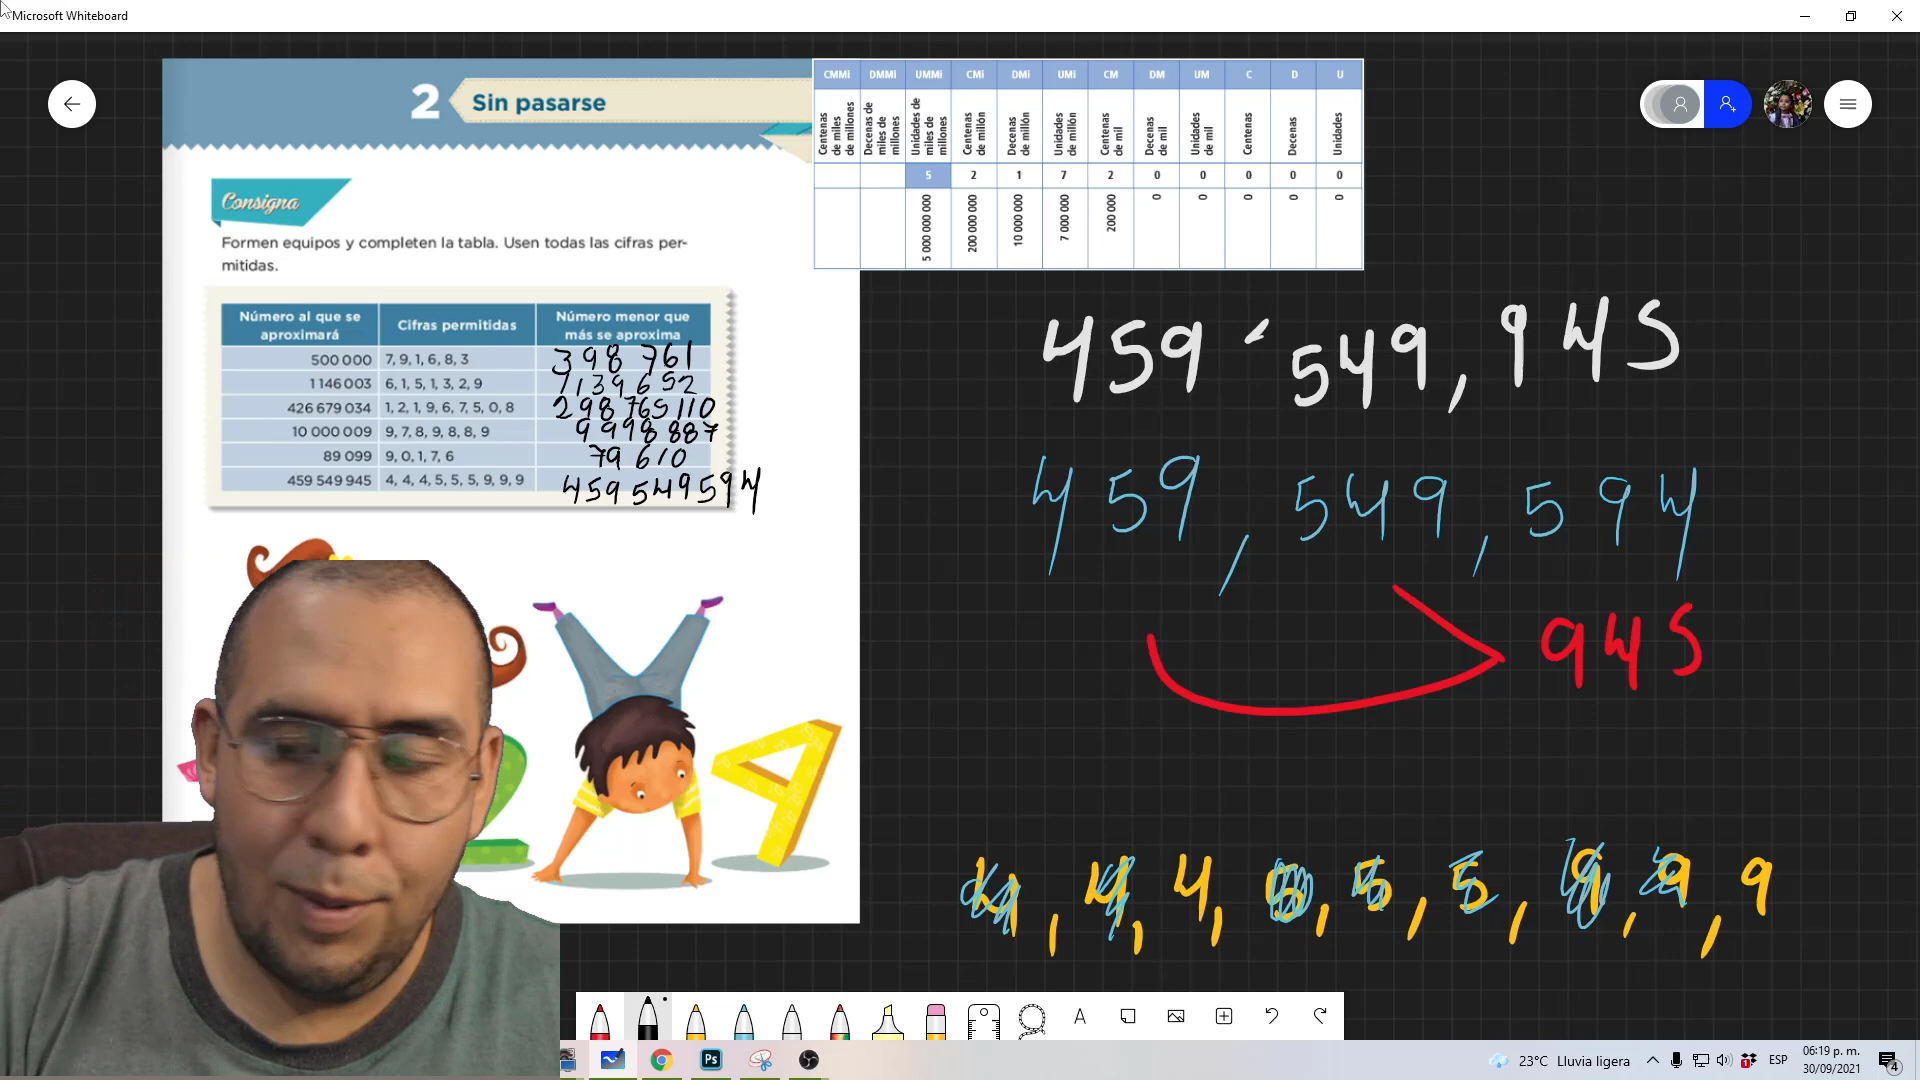 Microsoft Whiteboard
2 Sin pasarse
Consigna
Formen equipos y completen la tabla. Usen todas las cifras per-
mitidas.
Número al que se aproximará | Cifras permitidas | Número menor que más se aproxima
500 000 | 7, 9, 1, 6, 8, 3 | 398 761
1 146 003 | 6, 1, 5, 1, 3, 2, 9 | 1139652
426 679 034 | 1, 2, 1, 9, 6, 7, 5, 0, 8 | 298 765110
10 000 009 | 9, 7, 8, 9, 8, 8, 9 | 9998 887
89 099 | 9, 0, 1, 7, 6 | 79 610
459 549 945 | 4, 4, 4, 5, 5, 5, 9, 9, 9 | 459 549594
CMMi DMMi UMMi CMi DMi UMi CM DM UM C D U
Centenas de miles de millones
Decenas de miles de millones
Unidades de miles de millones
Centenas de millón
Decenas de millón
Unidades de millón
Centenas de mil
Decenas de mil
Unidades de mil
Centenas
Decenas
Unidades
5 2 1 7 2 0 0 0 0 0
5 000 000 000
200 000 000
10 000 000
7 000 000
200 000
0
0
0
0
0
459 ´ 549, 945
459, 549, 594
945
4, 4, 4, 5, 5, 5, 9, 9, 9
A
Ps
23°C Lluvia ligera
1
ESP
06:19 p. m.
30/09/2021
4